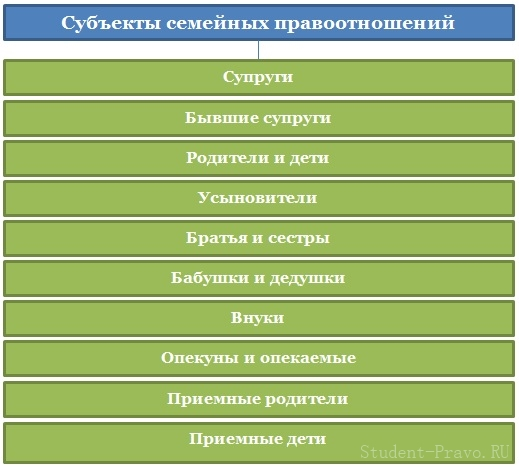 Субъекты семейных правоотношений
Супруги
Бывшие супруги
Родители и дети
Усыновители
Братья и сестры
Бабушки и дедушки
Внуки
Опекуны и опекаемые
Приемные родители
Приемные дети
Student-Pravo.RU